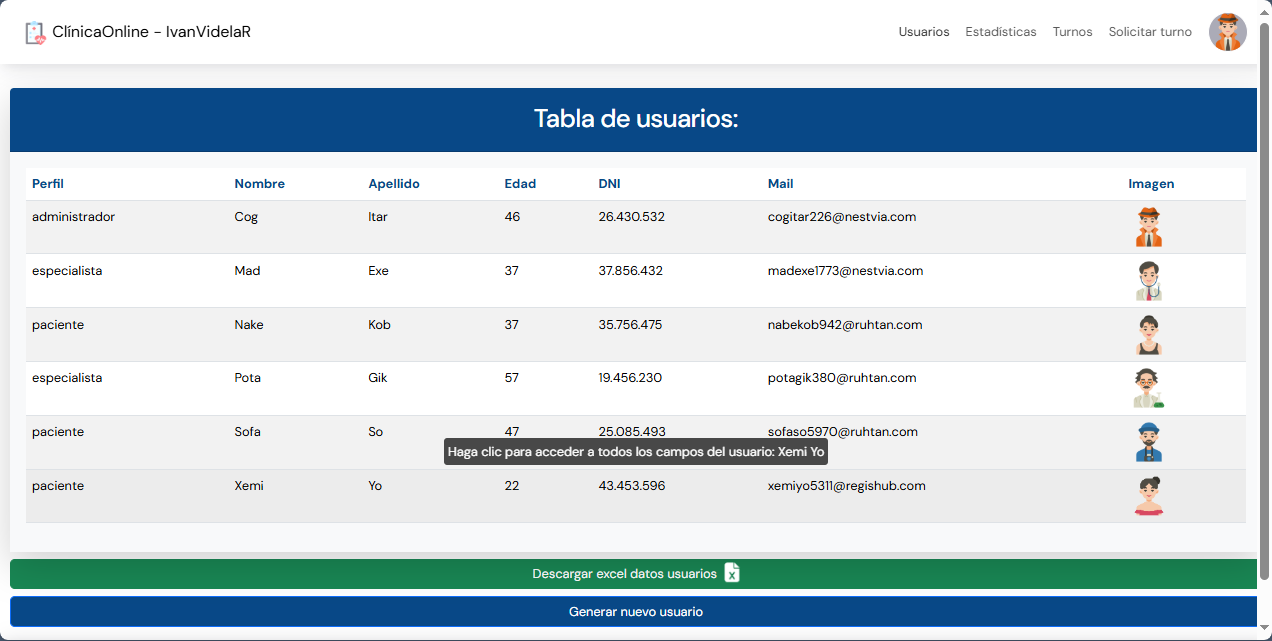 ClínicaOnline - IvanVidelaR
Usuarios Estadísticas Turnos Solicitar turno
Tabla de usuarios:
Perfil Nombre Apellido Edad DNI Mail Imagen
administrador Cog Itar 46 26.430.532 cogitar226@nestvia.com
especialista Mad Exe 37 37.856.432 madexe1773@nestvia.com
paciente Nake Kob 37 35.756.475 nabekob942@ruhtan.com
especialista Pota Gik 57 19.456.230 potagik380@ruhtan.com
paciente Sofa So 47 25.085.493 sofaso5970@ruhtan.com
Haga clic para acceder a todos los campos del usuario: Xemi Yo
paciente Xemi Yo 22 43.453.596 xemiyo5311@regishub.com
Descargar excel datos usuarios
Generar nuevo usuario